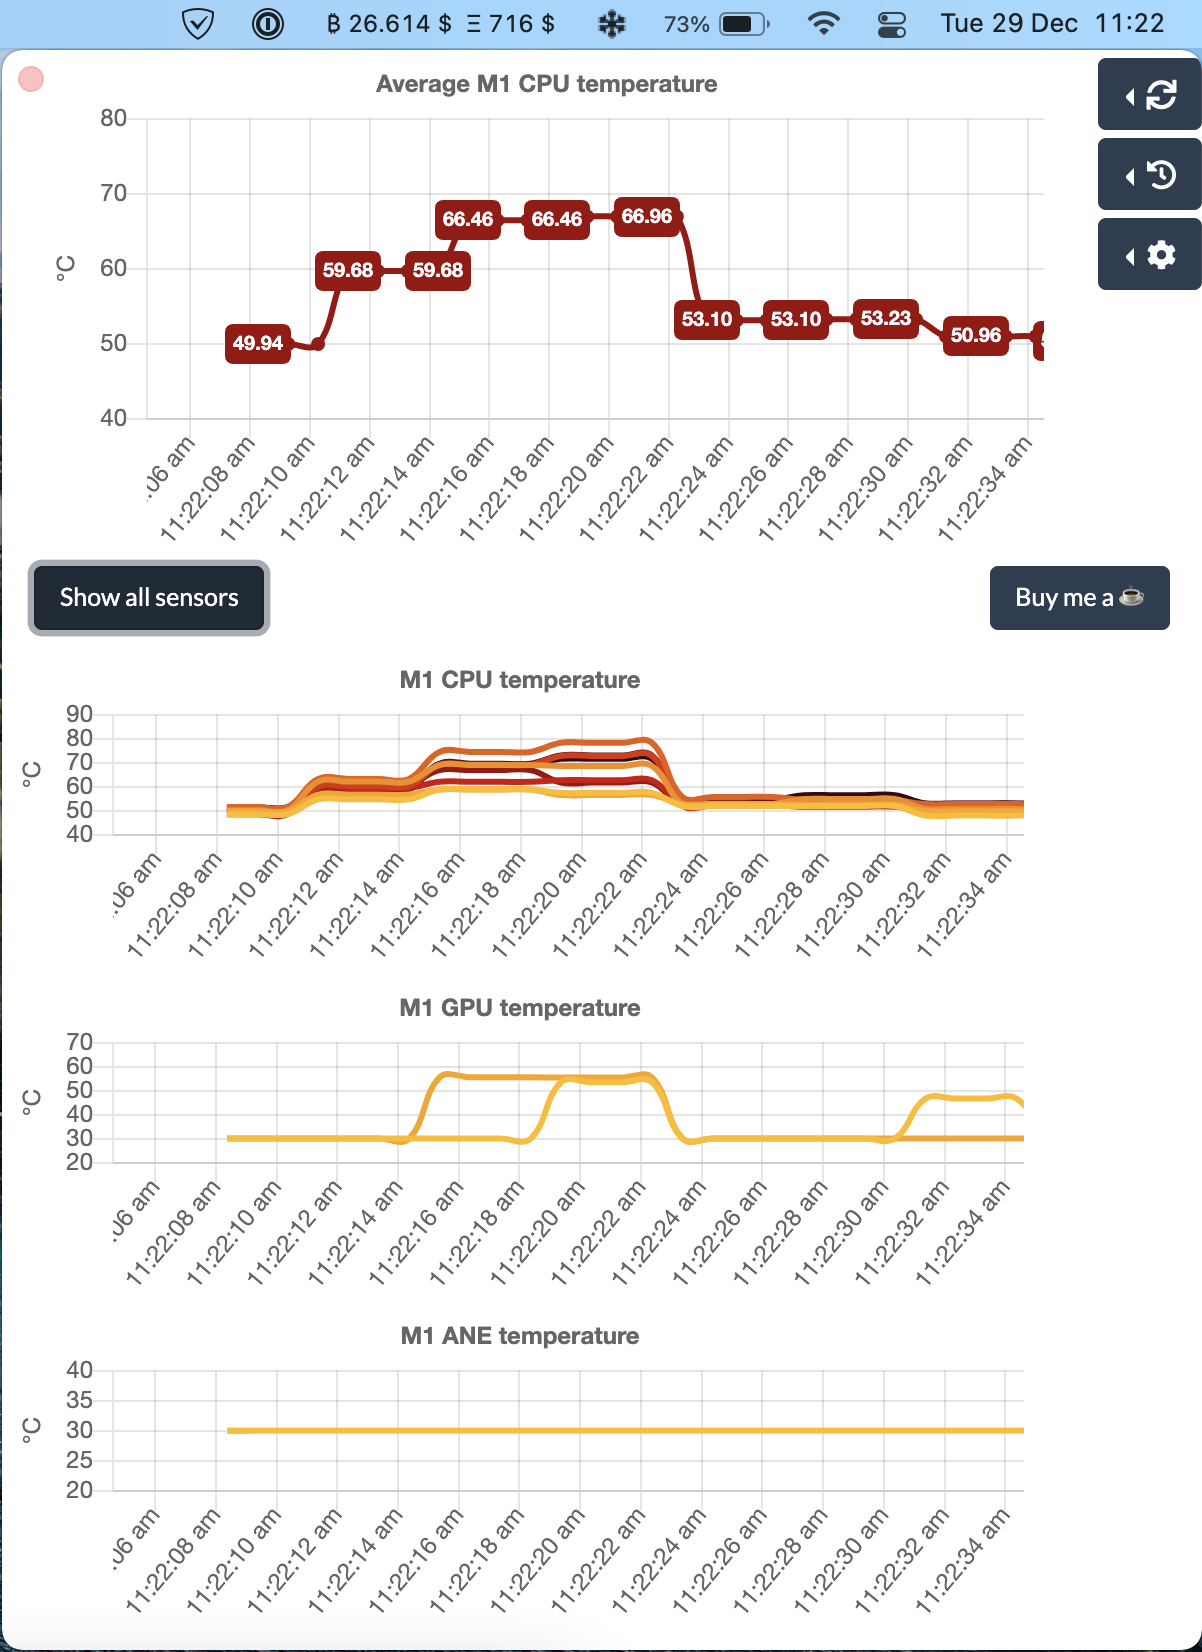 ₿ 26.614 $ Ξ 716 $ 73% Tue 29 Dec 11:22
Average M1 CPU temperature
80
70
60
50
40
°C
49.94
59.68
59.68
66.46
66.46
66.96
53.10
53.10
53.23
50.96
:06 am
11:22:08 am
11:22:10 am
11:22:12 am
11:22:14 am
11:22:16 am
11:22:18 am
11:22:20 am
11:22:22 am
11:22:24 am
11:22:26 am
11:22:28 am
11:22:30 am
11:22:32 am
11:22:34 am
Show all sensors
Buy me a
M1 CPU temperature
90
80
70
60
50
40
°C
:06 am
11:22:08 am
11:22:10 am
11:22:12 am
11:22:14 am
11:22:16 am
11:22:18 am
11:22:20 am
11:22:22 am
11:22:24 am
11:22:26 am
11:22:28 am
11:22:30 am
11:22:32 am
11:22:34 am
M1 GPU temperature
70
60
50
40
30
20
°C
:06 am
11:22:08 am
11:22:10 am
11:22:12 am
11:22:14 am
11:22:16 am
11:22:18 am
11:22:20 am
11:22:22 am
11:22:24 am
11:22:26 am
11:22:28 am
11:22:30 am
11:22:32 am
11:22:34 am
M1 ANE temperature
40
35
30
25
20
°C
:06 am
11:22:08 am
11:22:10 am
11:22:12 am
11:22:14 am
11:22:16 am
11:22:18 am
11:22:20 am
11:22:22 am
11:22:24 am
11:22:26 am
11:22:28 am
11:22:30 am
11:22:32 am
11:22:34 am